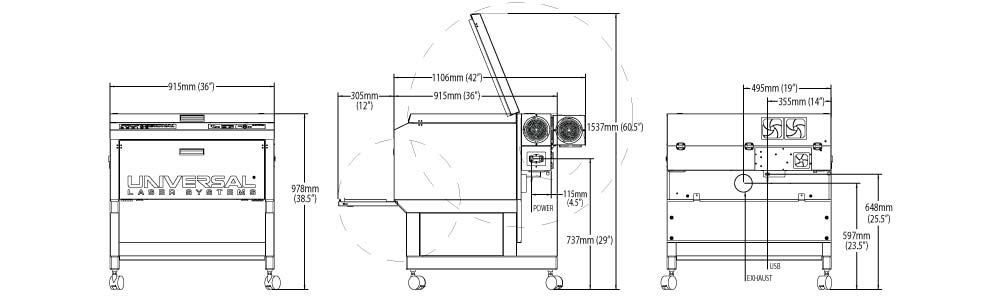 915mm (36")
UNIVERSAL
LASER SYSTEMS
978mm
(38.5")
1106mm (42")
305mm
(12")
915mm (36")
1537mm (60.5")
115mm
(4.5")
POWER
737mm (29")
495mm (19")
355mm (14")
648mm
(25.5")
597mm
(23.5")
USB
EXHAUST